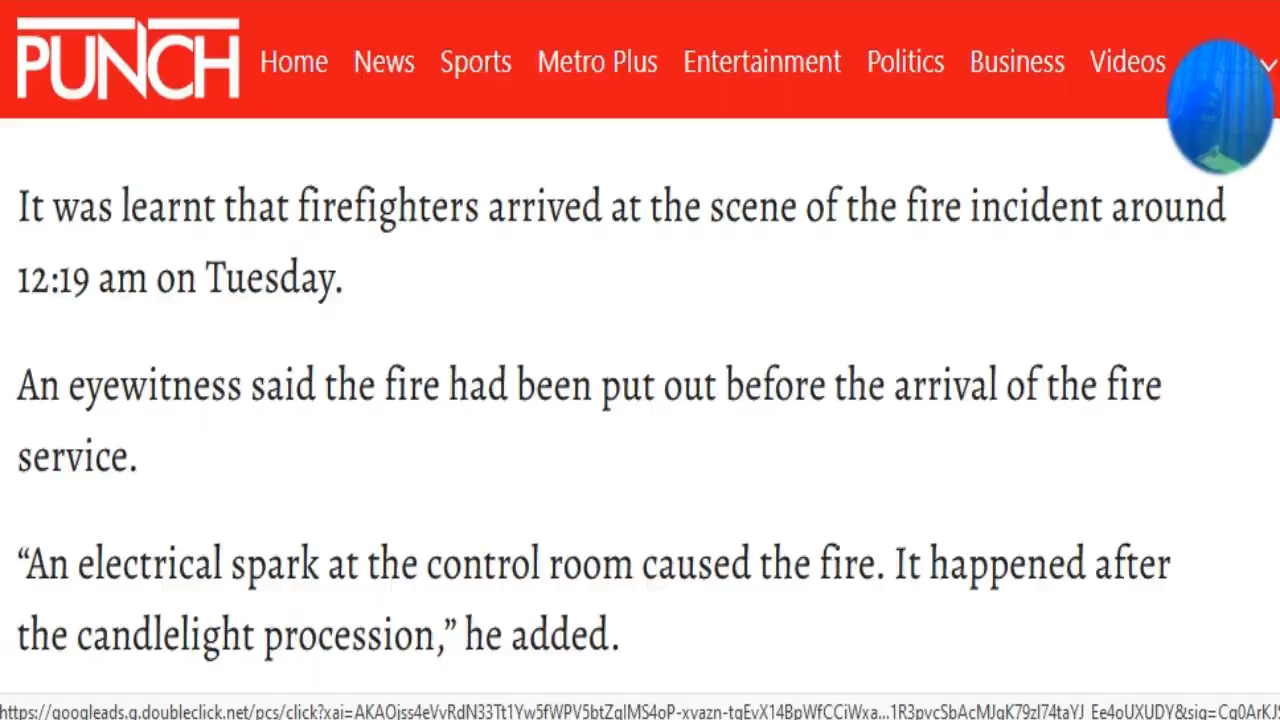 PUNCH Home News Sports Metro Plus Entertainment Politics Business Videos
It was learnt that firefighters arrived at the scene of the fire incident around
12:19 am on Tuesday.
An eyewitness said the fire had been put out before the arrival of the fire
service.
“An electrical spark at the control room caused the fire. It happened after
the candlelight procession,” he added.